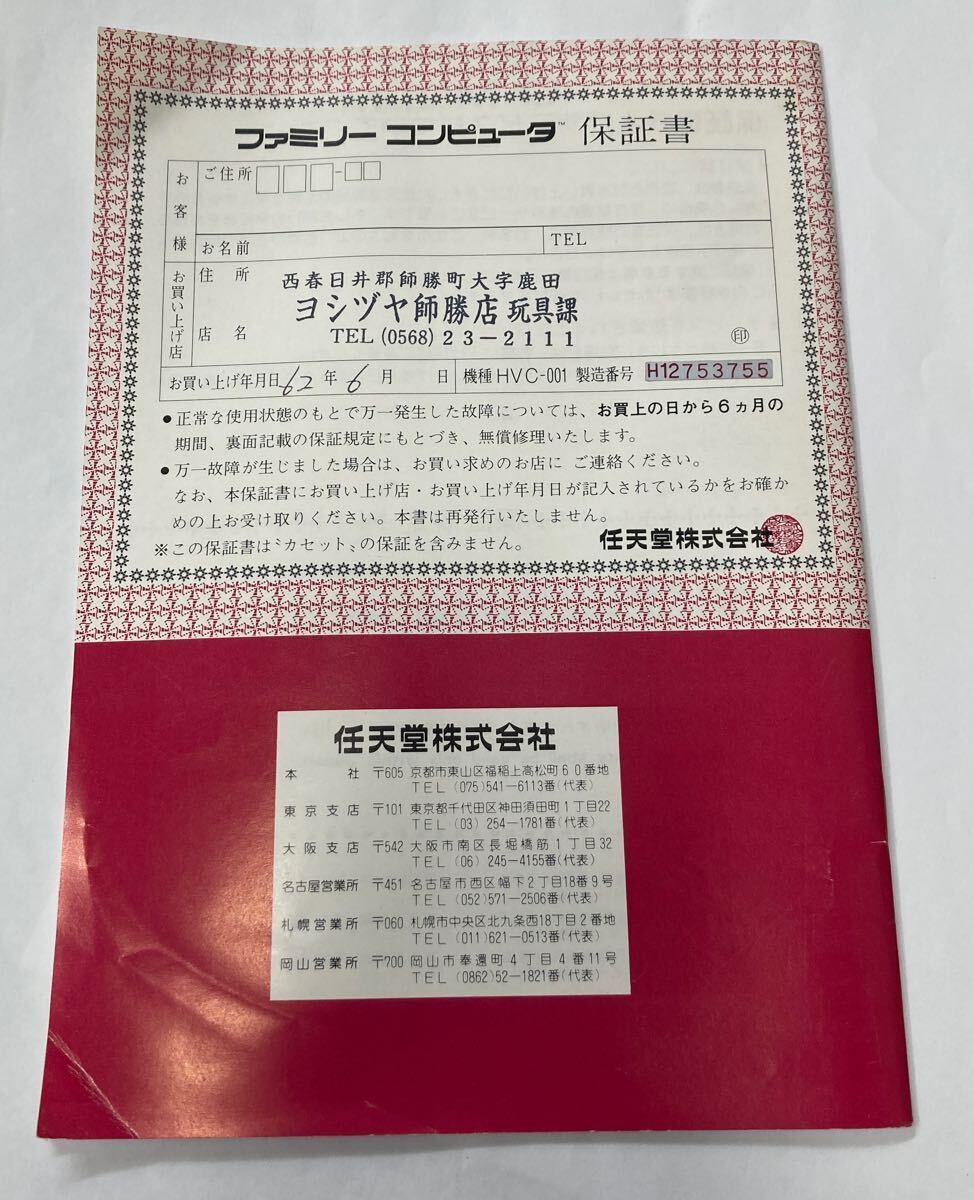 ファミリー コンピュータ™ 保証書
お客様
ご住所 □□□-□□
お名前
TEL
お買い上げ店
住所 西春日井郡師勝町大字鹿田
店名 ヨシヅヤ師勝店 玩具課
TEL (0568) 23-2111
印
お買い上げ年月日 62年 6月 日 機種 HVC-001 製造番号 H12753755
●正常な使用状態のもとで万一発生した故障については、お買上の日から6ヵ月の
期間、裏面記載の保証規定にもとづき、無償修理いたします。
●万一故障が生じました場合は、お買い求めのお店に ご連絡ください。
なお、本保証書にお買い上げ店・お買い上げ年月日が記入されているかをお確か
めの上お受け取りください。本書は再発行いたしません。
※この保証書は〝カセット〟の保証を含みません。
任天堂株式会社
任天堂株式会社
本社 〒605 京都市東山区福稲上高松町60番地
TEL (075)541-6113番(代表)
東京支店 〒101 東京都千代田区神田須田町1丁目22
TEL (03) 254-1781番(代表)
大阪支店 〒542 大阪市南区長堀橋筋1丁目32
TEL (06) 245-4155番(代表)
名古屋営業所 〒451 名古屋市西区幅下2丁目18番9号
TEL (052)571-2506番(代表)
札幌営業所 〒060 札幌市中央区北九条西18丁目2番地
TEL (011)621-0513番(代表)
岡山営業所 〒700 岡山市奉還町4丁目4番11号
TEL (0862)52-1821番(代表)